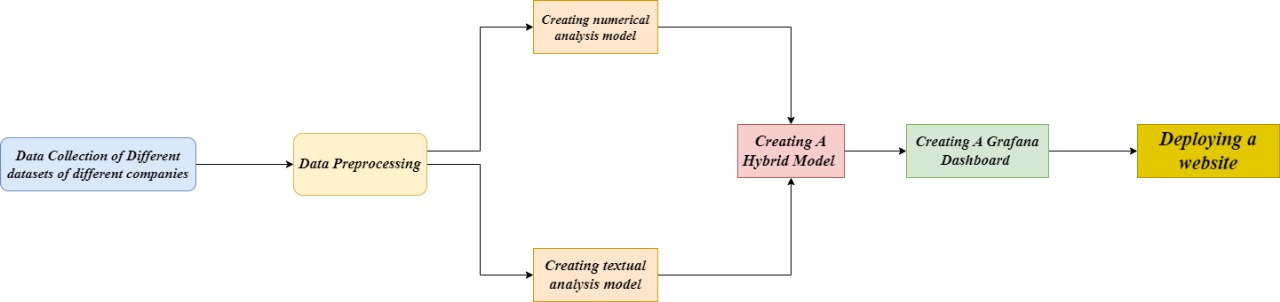 Data Collection of Different
datasets of different companies
Data Preprocessing
Creating numerical
analysis model
Creating textual
analysis model
Creating A
Hybrid Model
Creating A Grafana
Dashboard
Deploying a
website